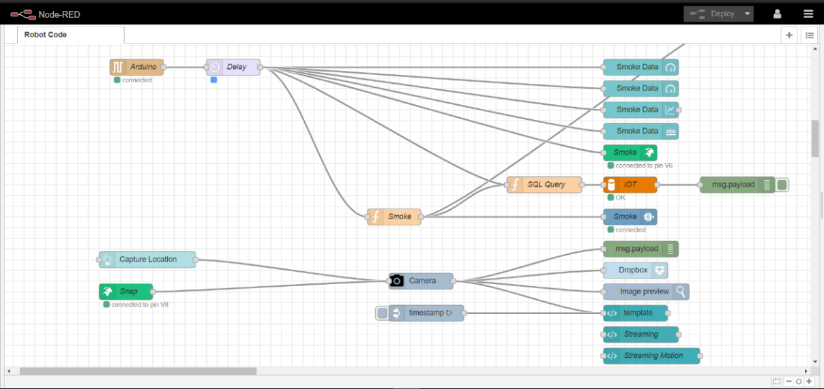 Node-RED
Deploy
Robot Code
Arduino
connected
Delay
Smoke Data
Smoke Data
Smoke Data
Smoke Data
Smoke
connected to pin V6
SQL Query
IOT
OK
msg.payload
Smoke
Smoke
connected
Capture Location
Snap
connected to pin V8
Camera
msg.payload
Dropbox
Image preview
timestamp ↻
template
Streaming
Streaming Motion